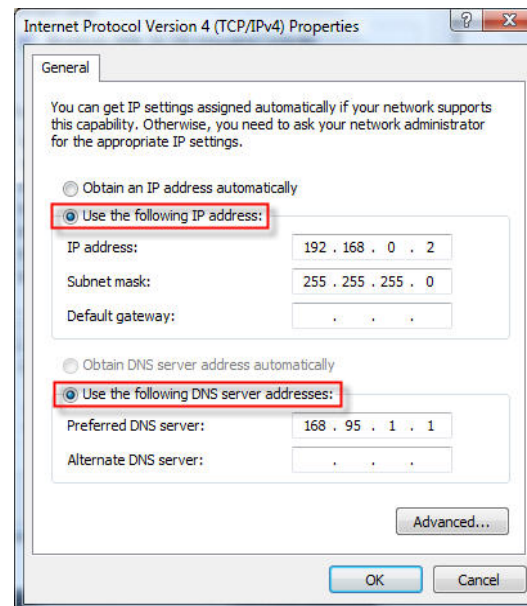 Internet Protocol Version 4 (TCP/IPv4) Properties
General
You can get IP settings assigned automatically if your network supports
this capability. Otherwise, you need to ask your network administrator
for the appropriate IP settings.
Obtain an IP address automatically
Use the following IP address:
IP address: 192 . 168 . 0 . 2
Subnet mask: 255 . 255 . 255 . 0
Default gateway: . . .
Obtain DNS server address automatically
Use the following DNS server addresses:
Preferred DNS server: 168 . 95 . 1 . 1
Alternate DNS server: . . .
Advanced...
OK Cancel